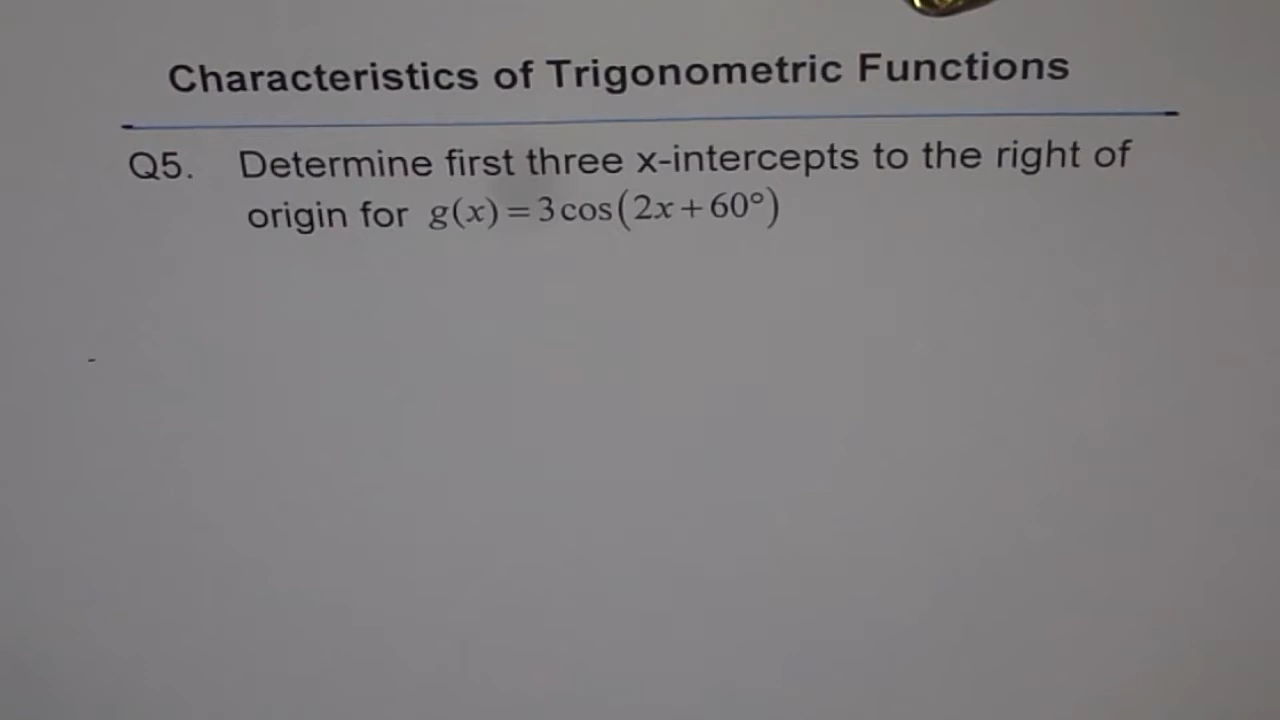 Characteristics of Trigonometric Functions
Q5. Determine first three x-intercepts to the right of
origin for g(x)=3cos(2x+60°)